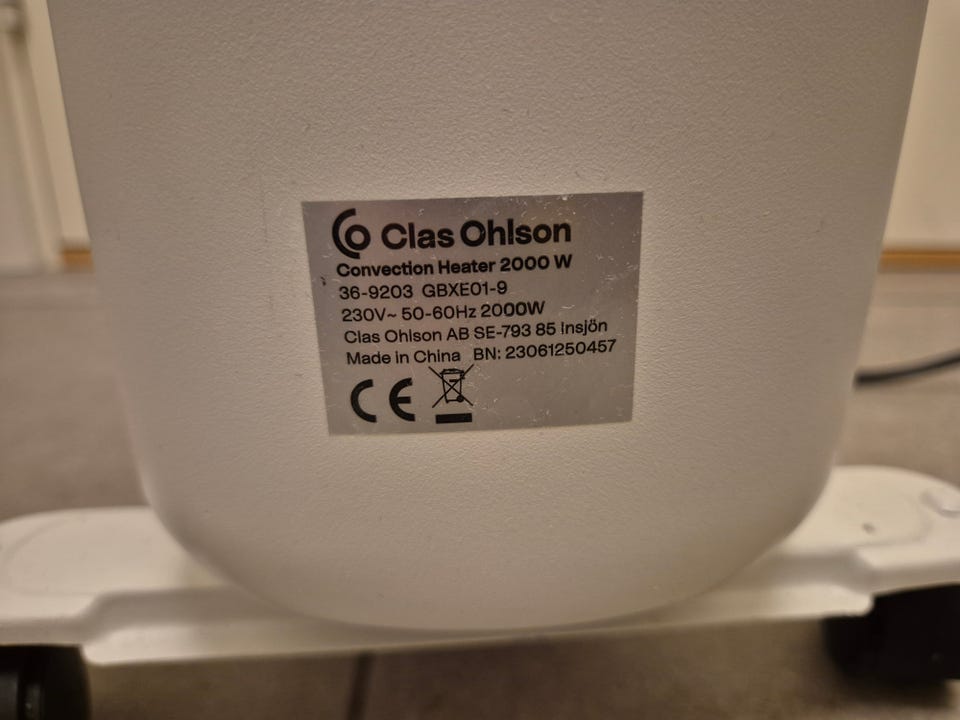 Clas Ohlson
Convection Heater 2000 W
36-9203 GBXE01-9
230V~ 50-60Hz 2000W
Clas Ohlson AB SE-793 85 Insjön
Made in China BN: 23061250457
CE